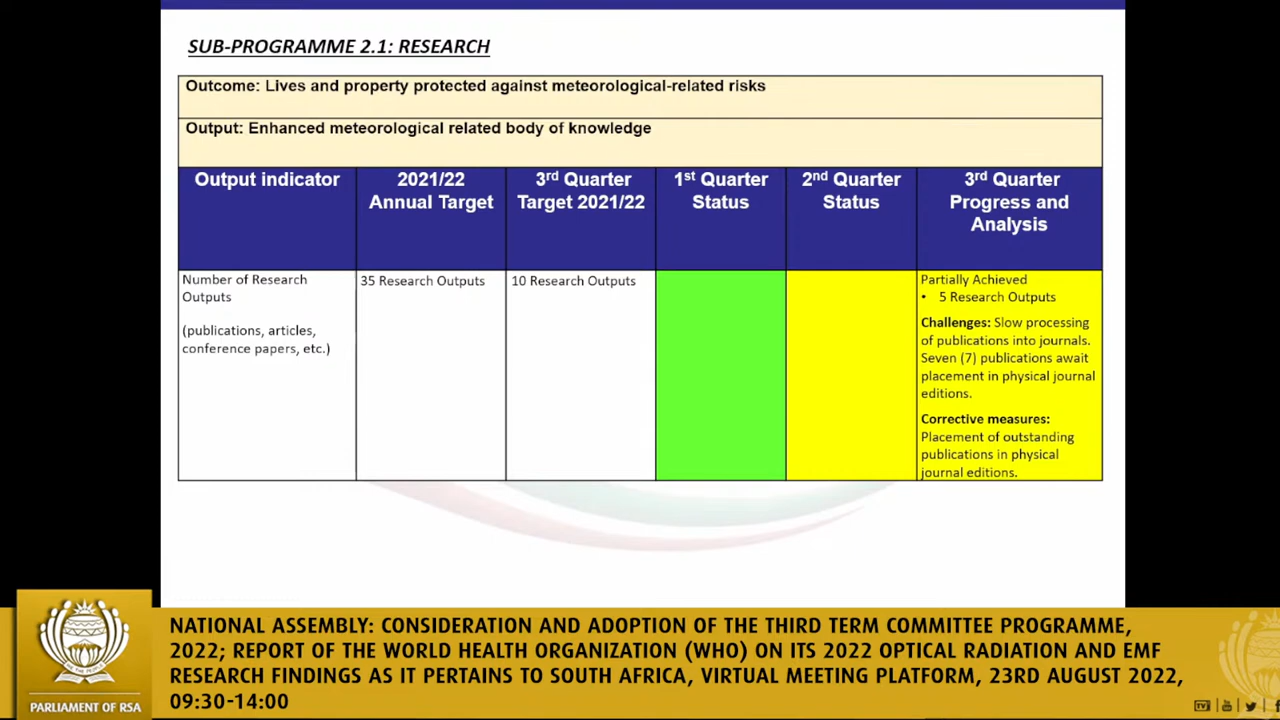 SUB-PROGRAMME 2.1: RESEARCH
Outcome: Lives and property protected against meteorological-related risks
Output: Enhanced meteorological related body of knowledge
Output indicator
2021/22
Annual Target
3rd Quarter
Target 2021/22
1st Quarter
Status
2nd Quarter
Status
3rd Quarter
Progress and
Analysis
Number of Research
Outputs
(publications, articles,
conference papers, etc.)
35 Research Outputs
10 Research Outputs
Partially Achieved
• 5 Research Outputs
Challenges: Slow processing
of publications into journals.
Seven (7) publications await
placement in physical journal
editions.
Corrective measures:
Placement of outstanding
publications in physical
journal editions.
NATIONAL ASSEMBLY: CONSIDERATION AND ADOPTION OF THE THIRD TERM COMMITTEE PROGRAMME,
2022; REPORT OF THE WORLD HEALTH ORGANIZATION (WHO) ON ITS 2022 OPTICAL RADIATION AND EMF
RESEARCH FINDINGS AS IT PERTAINS TO SOUTH AFRICA, VIRTUAL MEETING PLATFORM, 23RD AUGUST 2022,
09:30-14:00
PARLIAMENT OF RSA